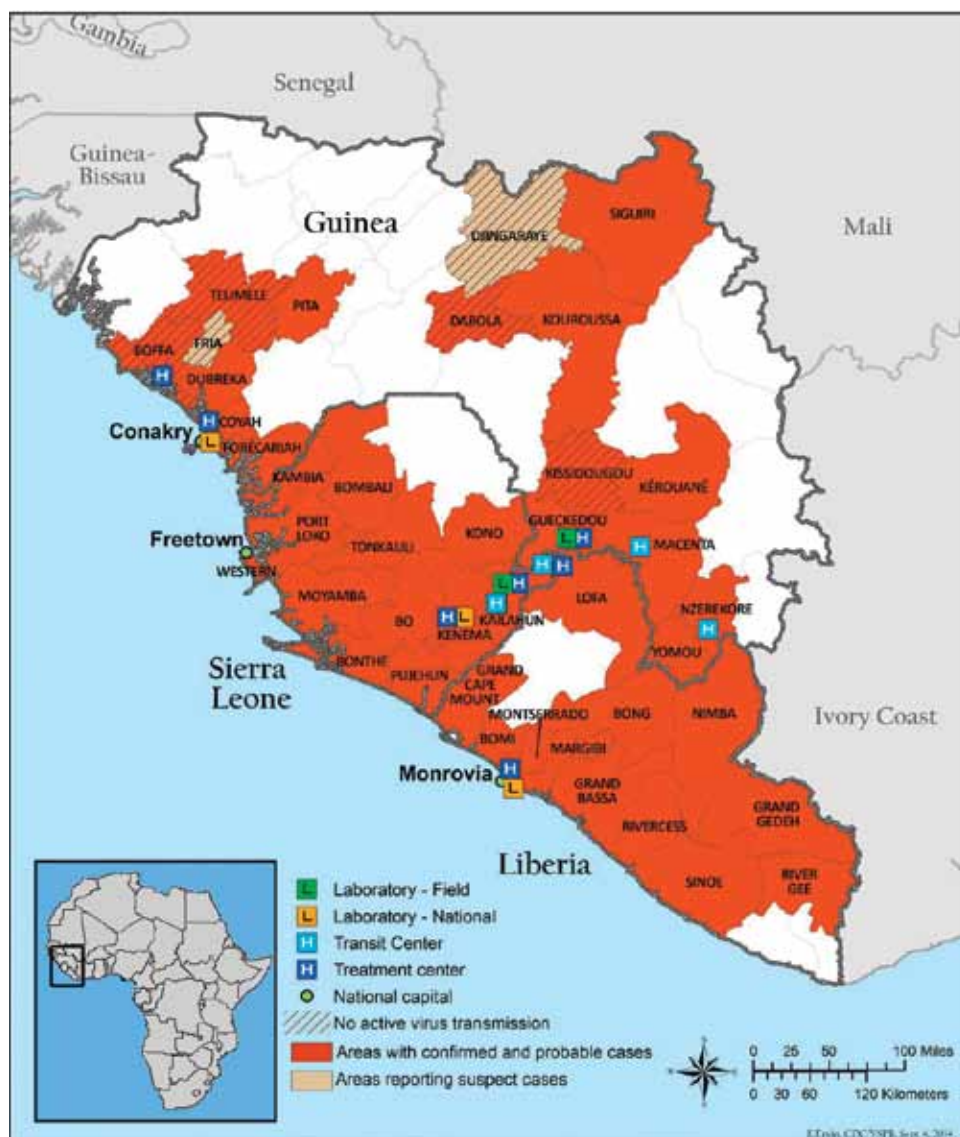 Gambia
Senegal
Guinea-
Bissau
Guinea
Mali
SIGUIRI
DINGARAYE
TELIMELE
PITA
DABOLA
KOUROUSSA
BOFFA
FRIA
DUBREKA
H
H
COYAH
Conakry
L
FORECARIAH
KISSIDOUGOU
KÉROUANÉ
KAMBIA
BOMBALI
GUECKEDOU
PORT
LOKO
KONO
L H
H
MACENTA
Freetown
TONKALILI
H H
WESTERN
L H
LOFA
MOYAMBA
H
NZEREKORE
BO
H L
KAILAHUN
H
KENEMA
YOMOU
BONTHE
PUJEHUN
GRAND
CAPE
MOUNT
Sierra
Leone
MONTSERRADO
BONG
NIMBA
Ivory Coast
BOMI
MARGIBI
Monrovia
H
L
GRAND
BASSA
GRAND
GEDEH
RIVERCESS
Liberia
SINOE
RIVER
GEE
L Laboratory - Field
L Laboratory - National
H Transit Center
H Treatment center
National capital
No active virus transmission
Areas with confirmed and probable cases
Areas reporting suspect cases
0 25 50 100 Miles
0 30 60 120 Kilometers